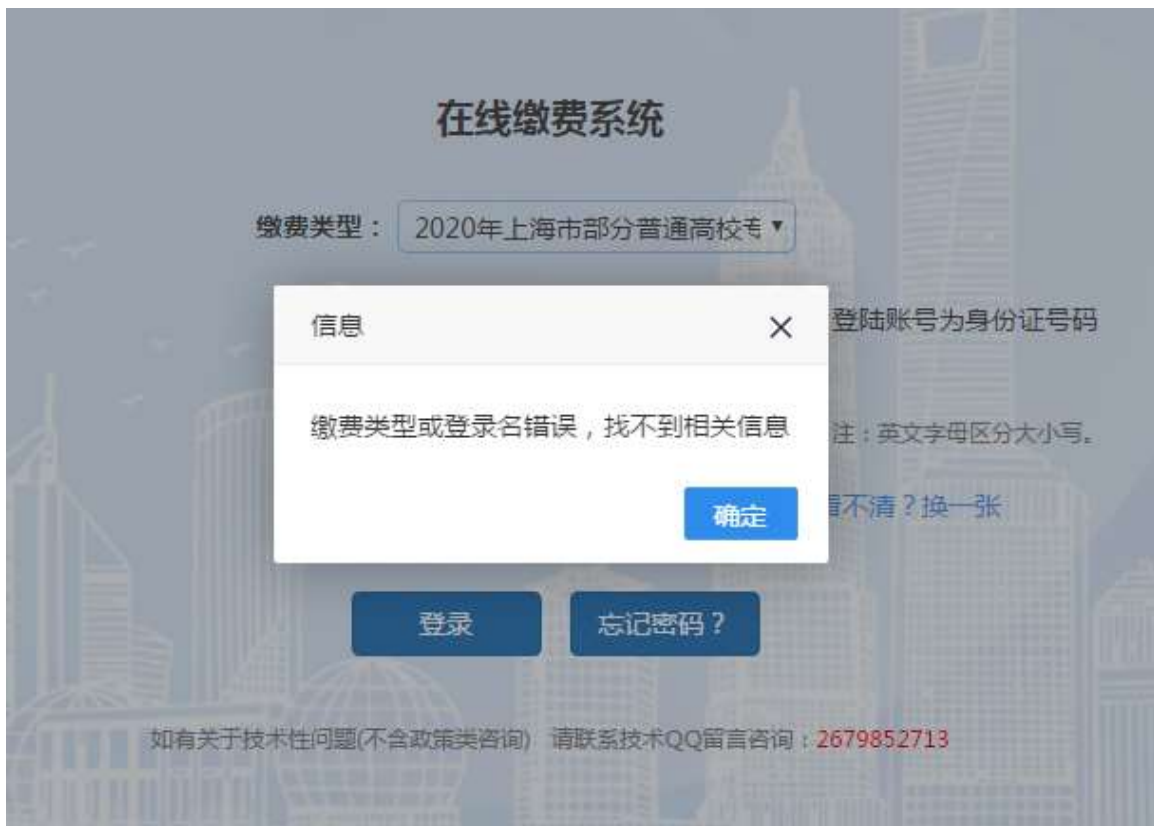 在线缴费系统
缴费类型： 2020年上海市部分普通高校专
信息
登陆账号为身份证号码
缴费类型或登录名错误，找不到相关信息
注：英文字母区分大小写。
确定
看不清？换一张
登录 忘记密码？
如有关于技术性问题(不含政策类咨询) 请联系技术QQ留言咨询：2679852713